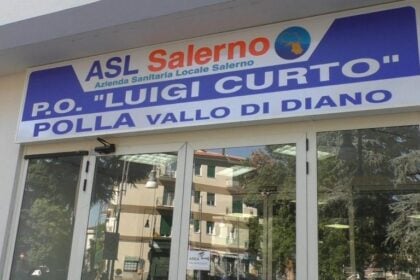 ASL Salerno
Azienda Sanitaria Locale Salerno
P.O. "LUIGI CURTO"
POLLA VALLO DI DIANO